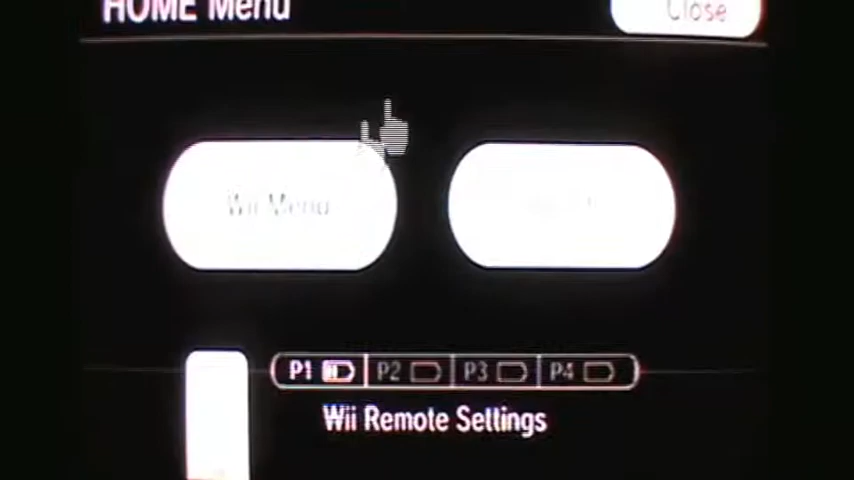 HOME Menu
Close
Wii Menu
P1 P2 P3 P4
Wii Remote Settings